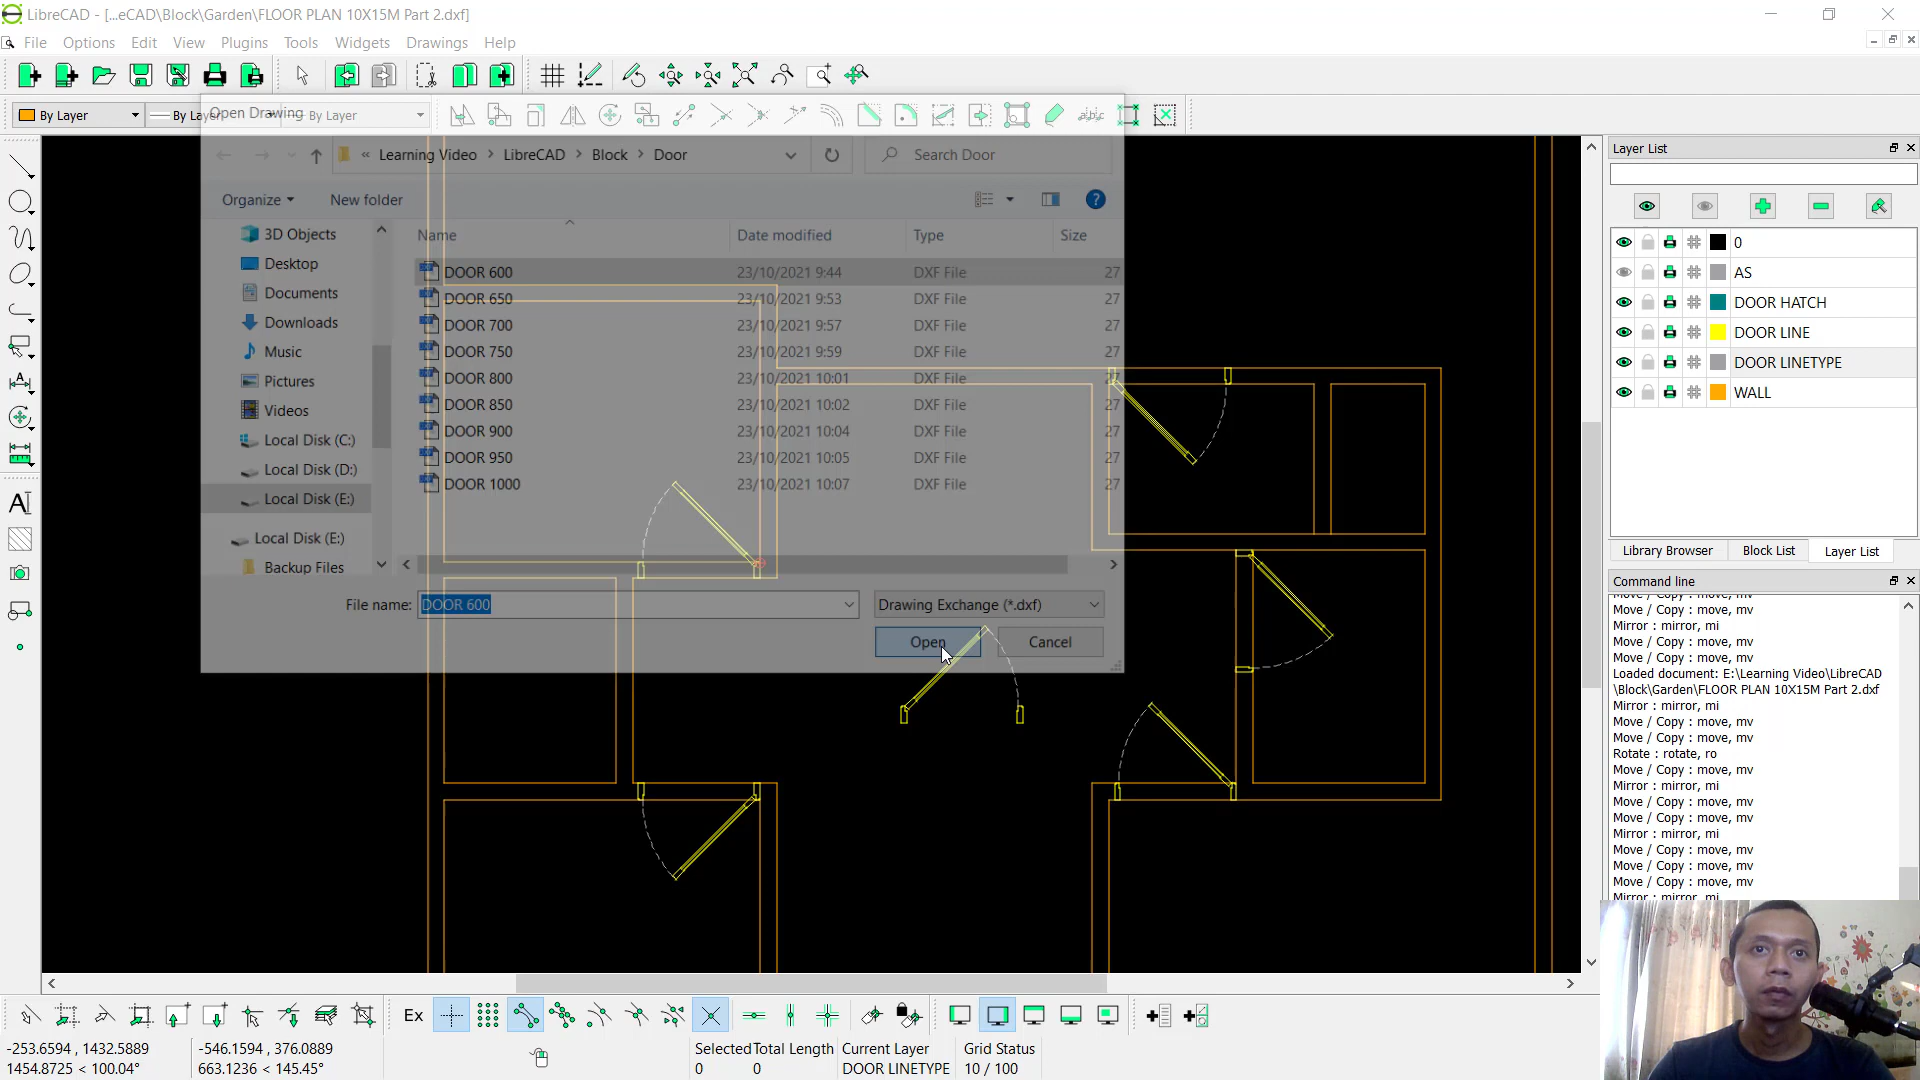 LibreCAD - [...eCAD\Block\Garden\FLOOR PLAN 10X15M Part 2.dxf]
File Options Edit View Plugins Tools Widgets Drawings Help
By Layer By Layer By Layer
Open Drawing
« Learning Video › LibreCAD › Block › Door
Search Door
Organize New folder
Name Date modified Type Size
DOOR 600 23/10/2021 9:44 DXF File 27
DOOR 650 23/10/2021 9:53 DXF File 27
DOOR 700 23/10/2021 9:57 DXF File 27
DOOR 750 23/10/2021 9:59 DXF File 27
DOOR 800 23/10/2021 10:01 DXF File 27
DOOR 850 23/10/2021 10:02 DXF File 27
DOOR 900 23/10/2021 10:04 DXF File 27
DOOR 950 23/10/2021 10:05 DXF File 27
DOOR 1000 23/10/2021 10:07 DXF File 27
3D Objects
Desktop
Documents
Downloads
Music
Pictures
Videos
Local Disk (C:)
Local Disk (D:)
Local Disk (E:)
Local Disk (E:)
Backup Files
File name: DOOR 600 Drawing Exchange (*.dxf)
Open Cancel
Layer List
0
AS
DOOR HATCH
DOOR LINE
DOOR LINETYPE
WALL
Library Browser Block List Layer List
Command line
Move / Copy : move, mv
Move / Copy : move, mv
Mirror : mirror, mi
Move / Copy : move, mv
Move / Copy : move, mv
Loaded document: E:\Learning Video\LibreCAD
\Block\Garden\FLOOR PLAN 10X15M Part 2.dxf
Mirror : mirror, mi
Move / Copy : move, mv
Move / Copy : move, mv
Rotate : rotate, ro
Move / Copy : move, mv
Mirror : mirror, mi
Move / Copy : move, mv
Move / Copy : move, mv
Mirror : mirror, mi
Move / Copy : move, mv
Move / Copy : move, mv
Move / Copy : move, mv
Mirror : mirror, mi
Ex
-253.6594 , 1432.5889 -546.1594 , 376.0889 Selected Total Length Current Layer Grid Status
1454.8725 < 100.04° 663.1236 < 145.45° 0 0 DOOR LINETYPE 10 / 100